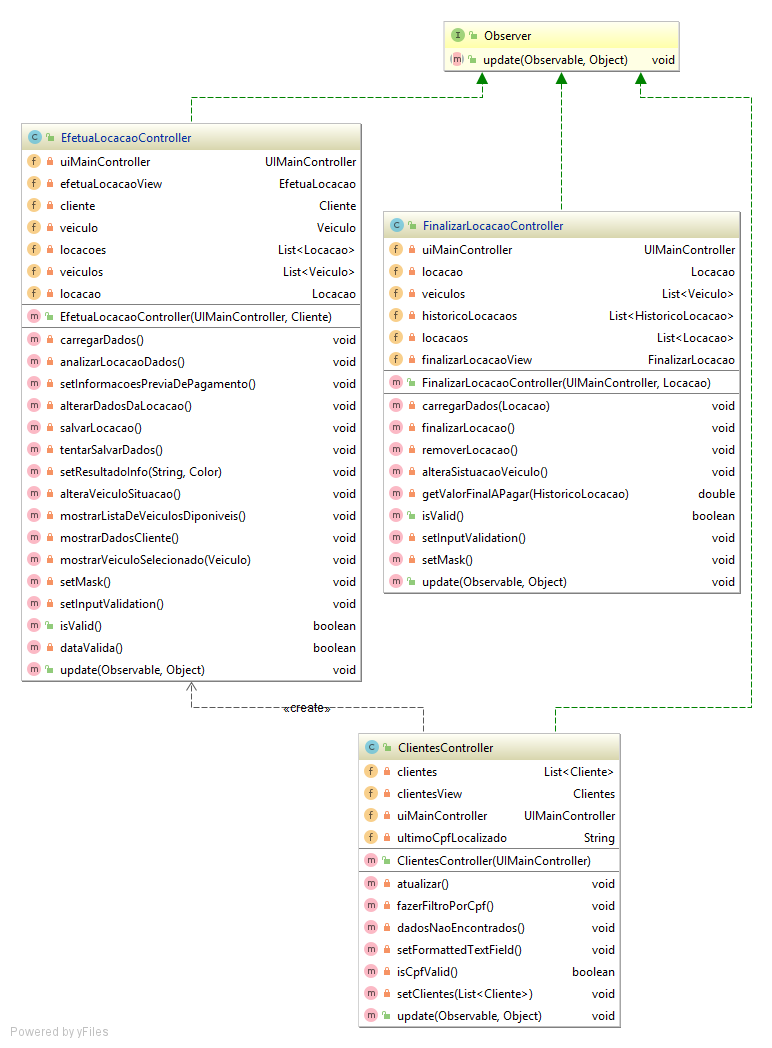 Observer
update(Observable, Object) void
EfetuaLocacaoController
uiMainController UIMainController
efetuaLocacaoView EfetuaLocacao
cliente Cliente
veiculo Veiculo
locacoes List<Locacao>
veiculos List<Veiculo>
locacao Locacao
EfetuaLocacaoController(UIMainController, Cliente)
carregarDados() void
analizarLocacaoDados() void
setInformacoesPreviaDePagamento() void
alterarDadosDaLocacao() void
salvarLocacao() void
tentarSalvarDados() void
setResultadoInfo(String, Color) void
alteraVeiculoSituacao() void
mostrarListaDeVeiculosDiponiveis() void
mostrarDadosCliente() void
mostrarVeiculoSelecionado(Veiculo) void
setMask() void
setInputValidation() void
isValid() boolean
dataValida() boolean
update(Observable, Object) void
FinalizarLocacaoController
uiMainController UIMainController
locacao Locacao
veiculos List<Veiculo>
historicoLocacaos List<HistoricoLocacao>
locacaos List<Locacao>
finalizarLocacaoView FinalizarLocacao
FinalizarLocacaoController(UIMainController, Locacao)
carregarDados(Locacao) void
finalizarLocacao() void
removerLocacao() void
alteraSistuacaoVeiculo() void
getValorFinalAPagar(HistoricoLocacao) double
isValid() boolean
setInputValidation() void
setMask() void
update(Observable, Object) void
«create»
ClientesController
clientes List<Cliente>
clientesView Clientes
uiMainController UIMainController
ultimoCpfLocalizado String
ClientesController(UIMainController)
atualizar() void
fazerFiltroPorCpf() void
dadosNaoEncontrados() void
setFormattedTextField() void
isCpfValid() boolean
setClientes(List<Cliente>) void
update(Observable, Object) void
Powered by yFiles